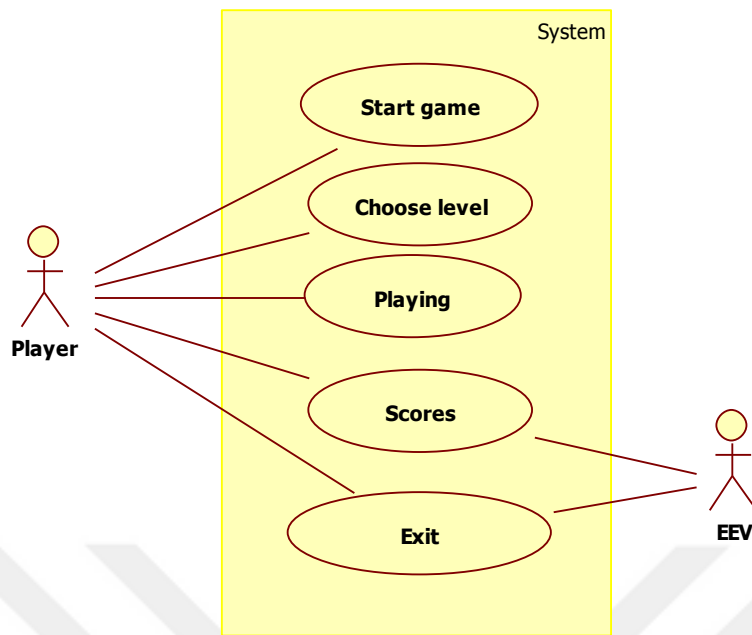 System
Start game
Choose level
Playing
Player
Scores
Exit
EEV